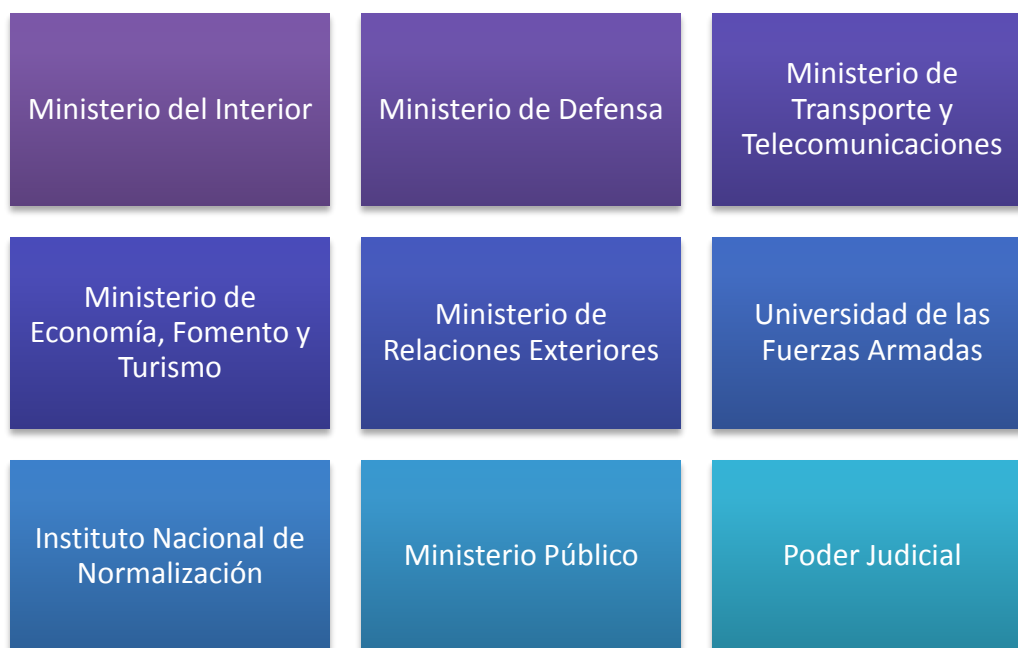 Ministerio del Interior
Ministerio de Defensa
Ministerio de
Transporte y
Telecomunicaciones
Ministerio de
Economía, Fomento y
Turismo
Ministerio de
Relaciones Exteriores
Universidad de las
Fuerzas Armadas
Instituto Nacional de
Normalización
Ministerio Público
Poder Judicial